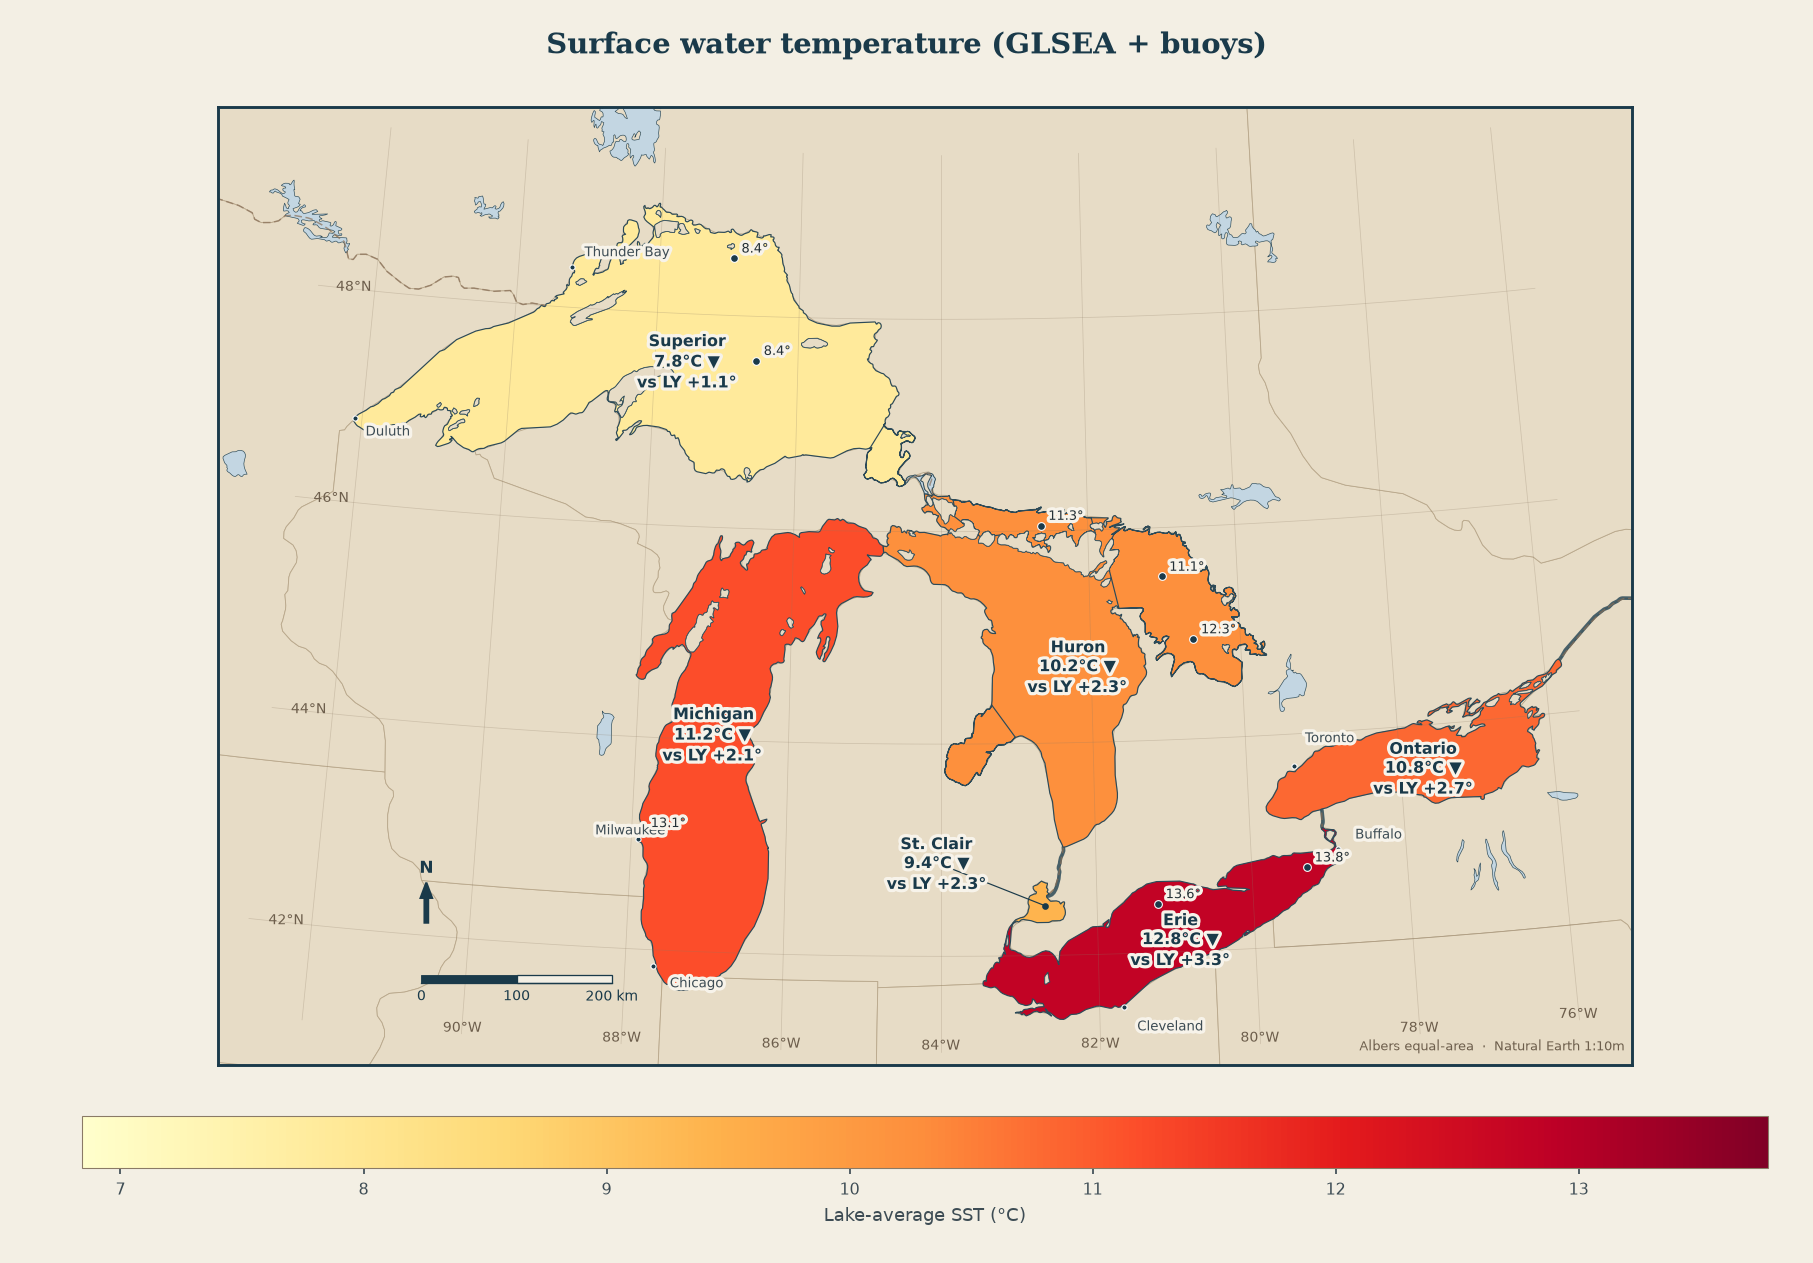 Surface water temperature (GLSEA + buoys)
8.4°
Thunder Bay
48°N
Superior
7.8°C ▼
vs LY +1.1°
8.4°
Duluth
46°N
11.3°
11.1°
12.3°
Huron
10.2°C ▼
vs LY +2.3°
44°N
Michigan
11.2°C ▼
vs LY +2.1°
Toronto
Ontario
10.8°C ▼
vs LY +2.7°
13.1°
Milwaukee
Buffalo
St. Clair
9.4°C ▼
vs LY +2.3°
13.8°
N
13.6°
42°N
Erie
12.8°C ▼
vs LY +3.3°
Chicago
0 100 200 km
Cleveland
90°W 88°W 86°W 84°W 82°W 80°W 78°W 76°W
Albers equal-area · Natural Earth 1:10m
7 8 9 10 11 12 13
Lake-average SST (°C)